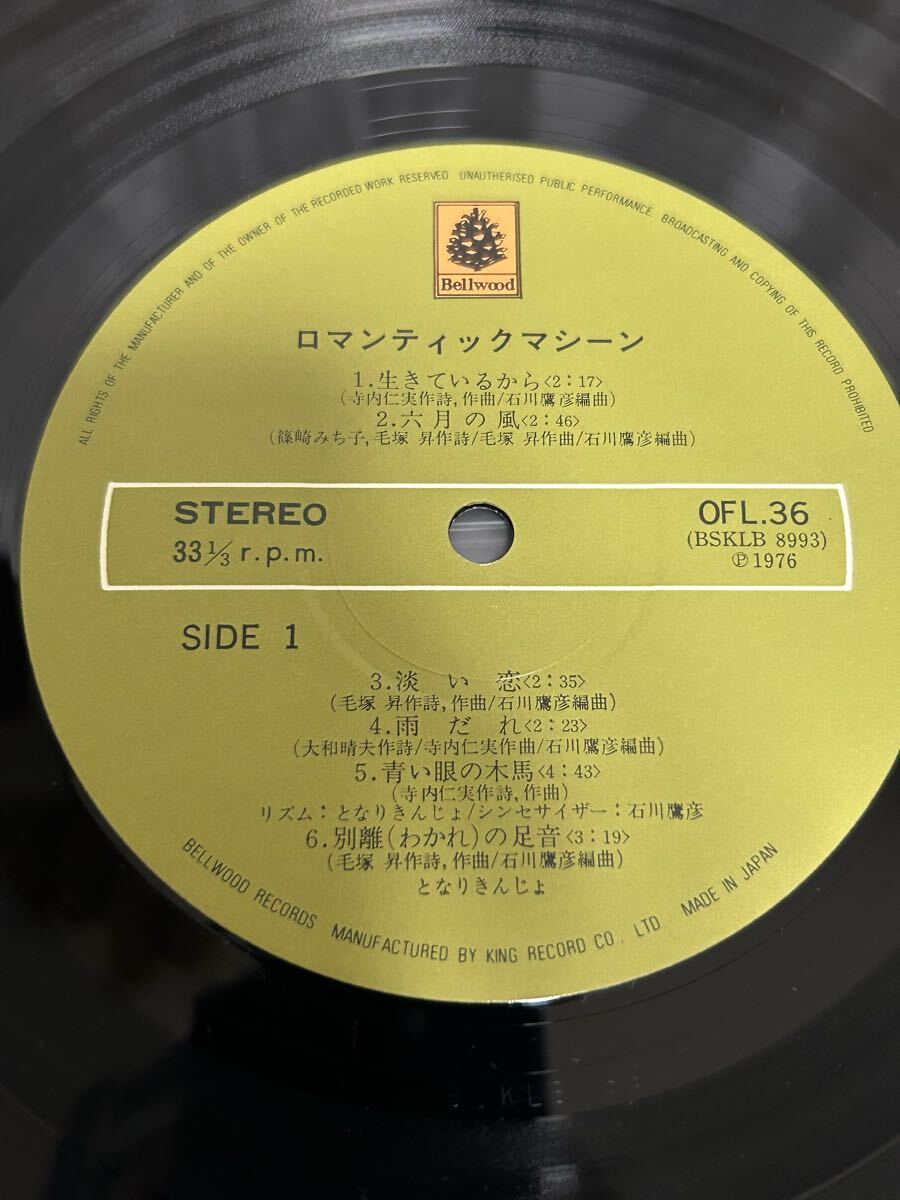 ALL RIGHTS OF THE MANUFACTURER AND OF THE OWNER OF THE RECORDED WORK RESERVED UNAUTHERISED PUBLIC PERFORMANCE BROADCASTING AND COPYING OF THIS RECORD PROHIBITED
Bellwood
ロマンティックマシーン
1.生きているから<2:17>
(寺内仁実作詩,作曲/石川鷹彦編曲)
2.六月の風<2:46>
(篠崎みち子,毛塚 昇作詩/毛塚 昇作曲/石川鷹彦編曲)
STEREO
33 1/3 r.p.m.
OFL.36
(BSKLB 8993)
Ⓟ1976
SIDE 1
3.淡い恋<2:35>
(毛塚 昇作詩,作曲/石川鷹彦編曲)
4.雨だれ<2:23>
(大和晴夫作詩/寺内仁実作曲/石川鷹彦編曲)
5.青い眼の木馬<4:43>
(寺内仁実作詩,作曲)
リズム:となりきんじょ/シンセサイザー:石川鷹彦
6.別離(わかれ)の足音<3:19>
(毛塚 昇作詩,作曲/石川鷹彦編曲)
となりきんじょ
BELLWOOD RECORDS MANUFACTURED BY KING RECORD CO., LTD MADE IN JAPAN